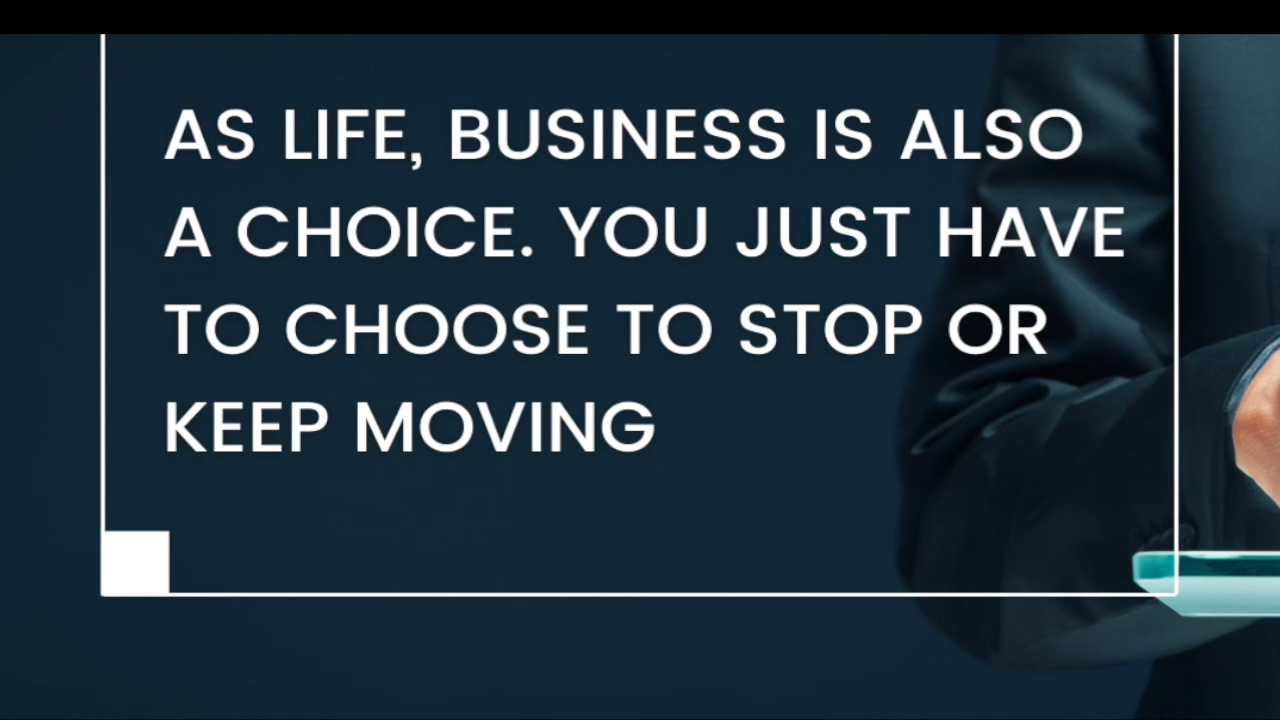 AS LIFE, BUSINESS IS ALSO
A CHOICE. YOU JUST HAVE
TO CHOOSE TO STOP OR
KEEP MOVING